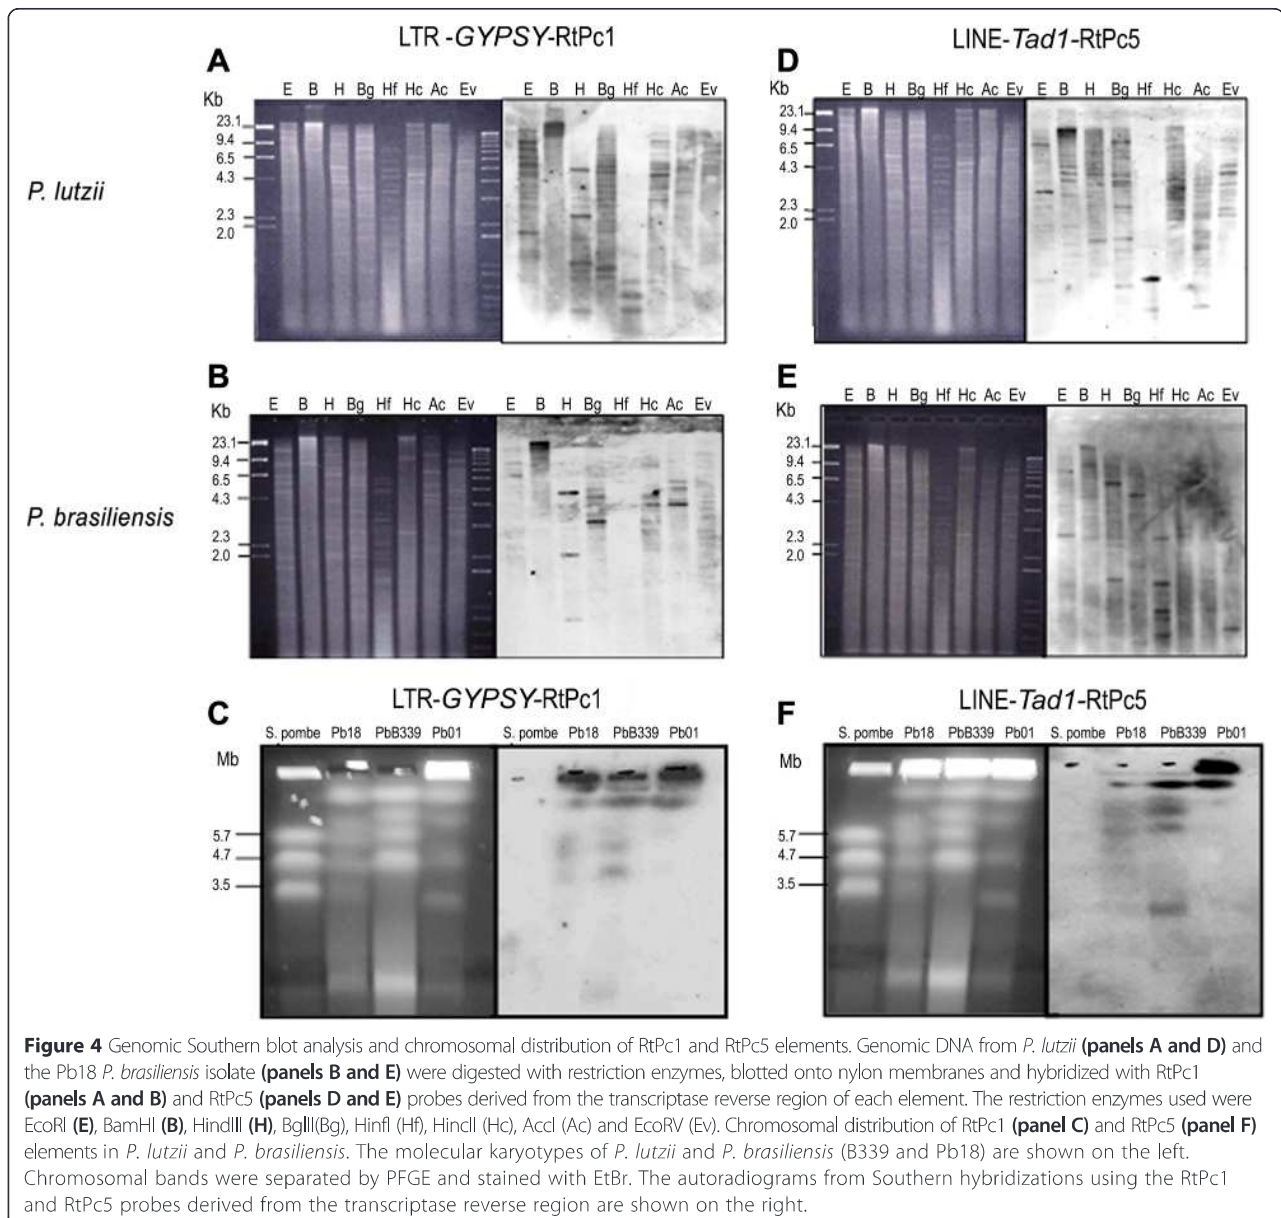 LTR -GYPSY-RtPc1
LINE-Tad1-RtPc5
A
E B H Bg Hf Hc Ac Ev
E B H Bg Hf Hc Ac Ev
Kb
23.1
9.4
6.5
4.3
2.3
2.0
P. lutzii
D
E B H Bg Hf Hc Ac Ev
E B H Bg Hf Hc Ac Ev
Kb
23.1
9.4
6.5
4.3
2.3
2.0
B
E B H Bg Hf Hc Ac Ev
E B H Bg Hf Hc Ac Ev
Kb
23.1
9.4
6.5
4.3
2.3
2.0
P. brasiliensis
E
E B H Bg Hf Hc Ac Ev
E B H Bg Hf Hc Ac Ev
Kb
23.1
9.4
6.5
4.3
2.3
2.0
LTR-GYPSY-RtPc1
LINE-Tad1-RtPc5
C
S. pombe Pb18 PbB339 Pb01
S. pombe Pb18 PbB339 Pb01
Mb
5.7
4.7
3.5
F
S. pombe Pb18 PbB339 Pb01
S. pombe Pb18 PbB339 Pb01
Mb
5.7
4.7
3.5
Figure 4 Genomic Southern blot analysis and chromosomal distribution of RtPc1 and RtPc5 elements. Genomic DNA from P. lutzii (panels A and D) and
the Pb18 P. brasiliensis isolate (panels B and E) were digested with restriction enzymes, blotted onto nylon membranes and hybridized with RtPc1
(panels A and B) and RtPc5 (panels D and E) probes derived from the transcriptase reverse region of each element. The restriction enzymes used were
EcoRI (E), BamHI (B), HindIII (H), BglII(Bg), HinfI (Hf), HincII (Hc), AccI (Ac) and EcoRV (Ev). Chromosomal distribution of RtPc1 (panel C) and RtPc5 (panel F)
elements in P. lutzii and P. brasiliensis. The molecular karyotypes of P. lutzii and P. brasiliensis (B339 and Pb18) are shown on the left.
Chromosomal bands were separated by PFGE and stained with EtBr. The autoradiograms from Southern hybridizations using the RtPc1
and RtPc5 probes derived from the transcriptase reverse region are shown on the right.